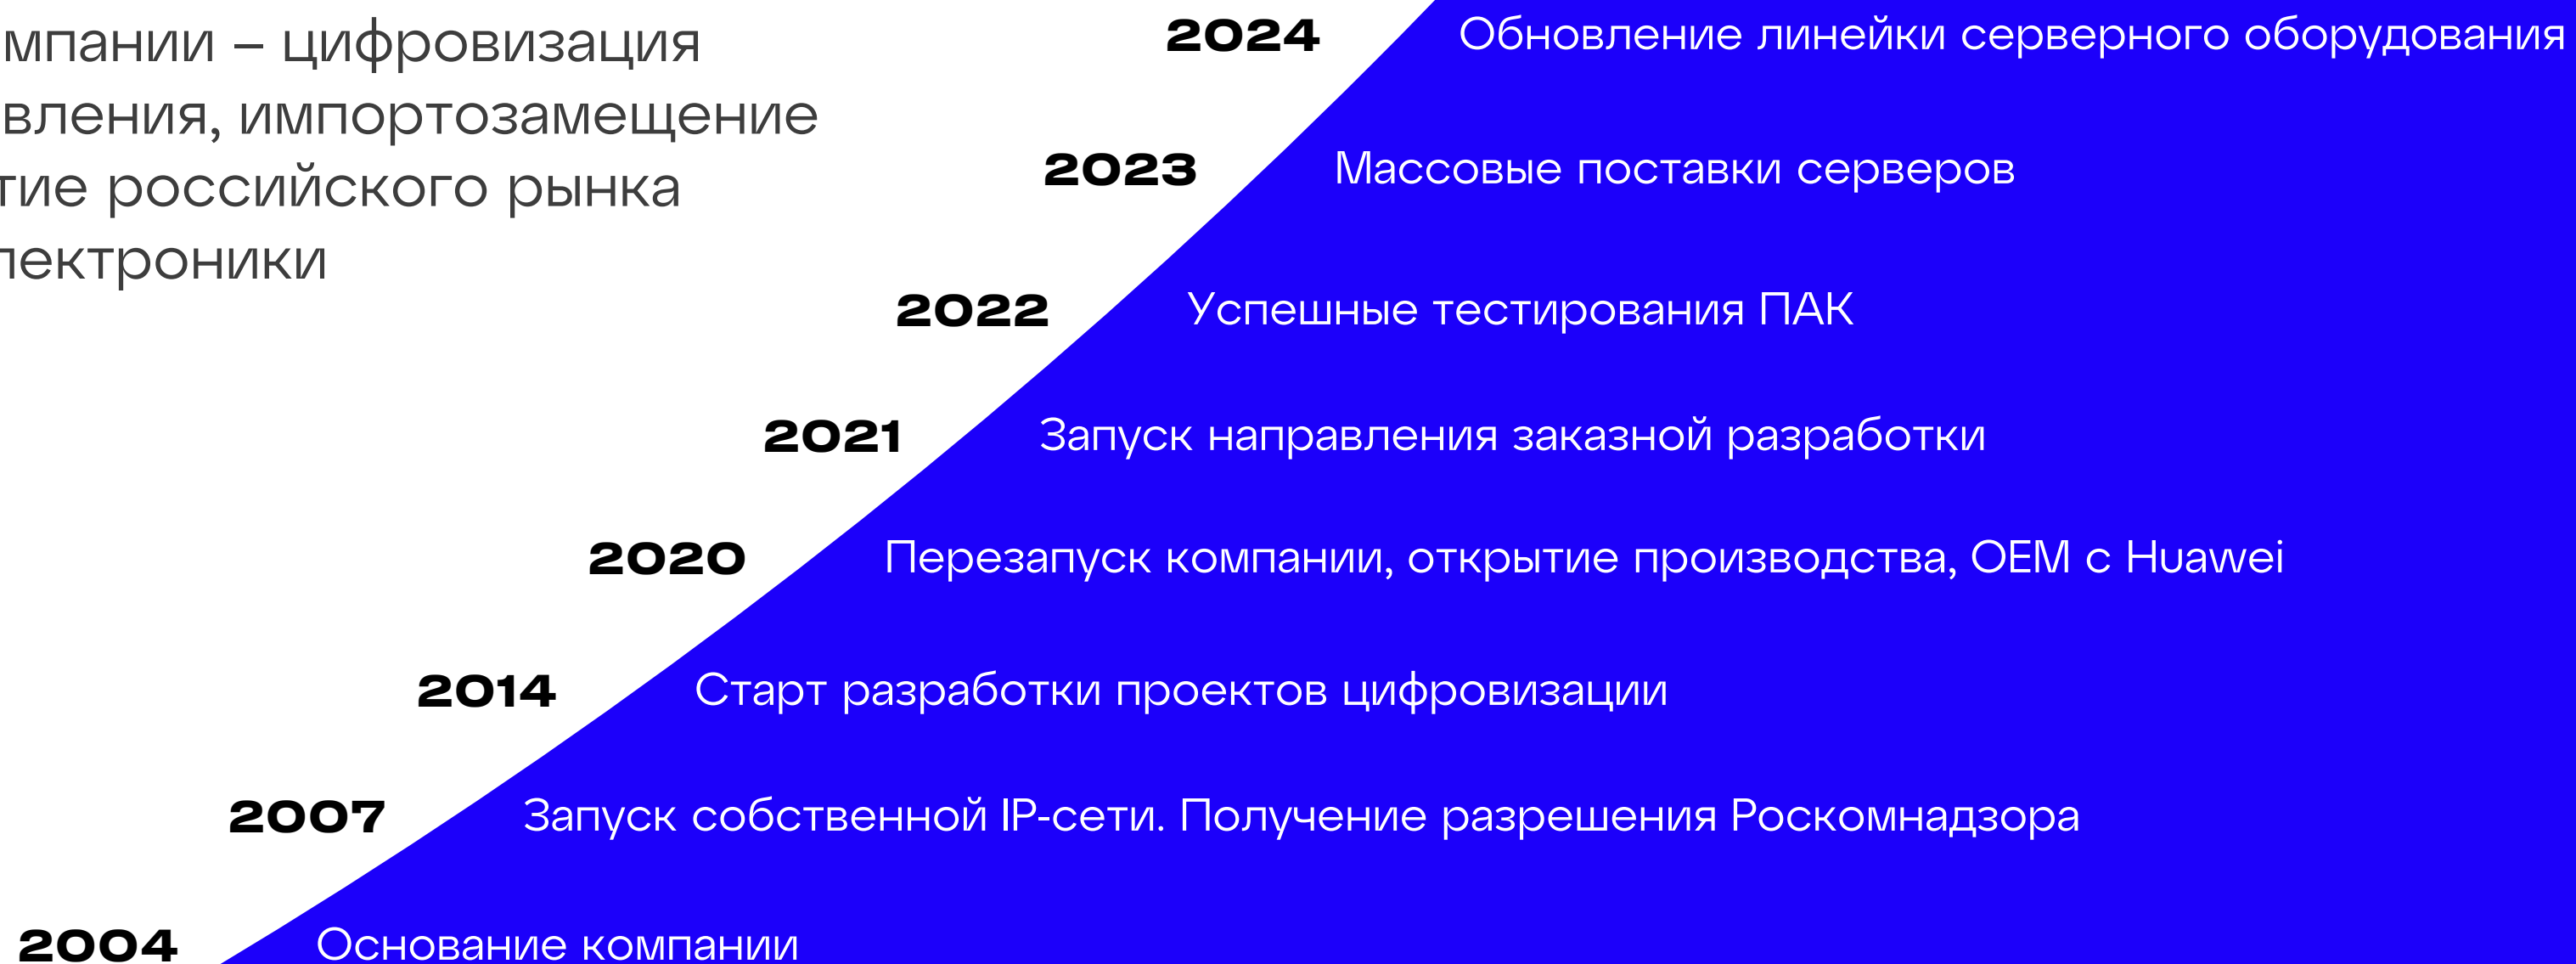 мпании – цифровизация
вления, импортозамещение
тие российского рынка
лектроники
2024 Обновление линейки серверного оборудования
2023 Массовые поставки серверов
2022 Успешные тестирования ПАК
2021 Запуск направления заказной разработки
2020 Перезапуск компании, открытие производства, OEM с Huawei
2014 Старт разработки проектов цифровизации
2007 Запуск собственной IP-сети. Получение разрешения Роскомнадзора
2004 Основание компании